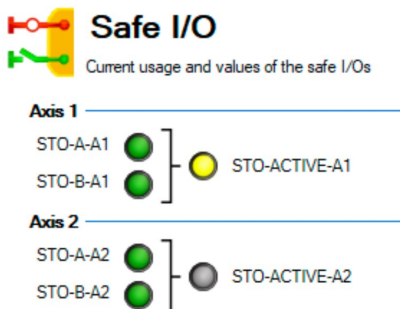 Safe I/O
Current usage and values of the safe I/Os
Axis 1
STO-A-A1
STO-B-A1
STO-ACTIVE-A1
Axis 2
STO-A-A2
STO-B-A2
STO-ACTIVE-A2